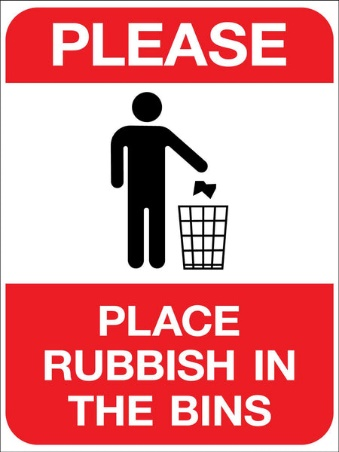 PLEASE
PLACE
RUBBISH IN
THE BINS